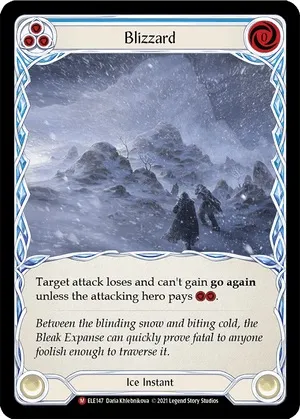 Blizzard
0
Target attack loses and can't gain go again
unless the attacking hero pays
Between the blinding snow and biting cold, the
Bleak Expanse can quickly prove fatal to anyone
foolish enough to traverse it.
Ice Instant
M ELE147 Daria Khlebnikova © 2021 Legend Story Studios